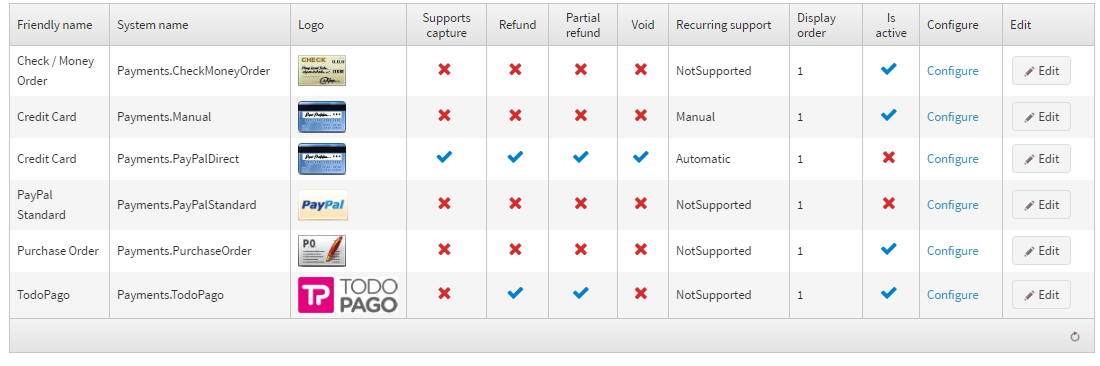 Friendly name System name Logo Supports capture Refund Partial refund Void Recurring support Display order Is active Configure Edit
Check / Money Order Payments.CheckMoneyOrder CHECK NotSupported 1 Configure Edit
Credit Card Payments.Manual Manual 1 Configure Edit
Credit Card Payments.PayPalDirect Automatic 1 Configure Edit
PayPal Standard Payments.PayPalStandard PayPal NotSupported 1 Configure Edit
Purchase Order Payments.PurchaseOrder PO NotSupported 1 Configure Edit
TodoPago Payments.TodoPago TP TODO PAGO NotSupported 1 Configure Edit